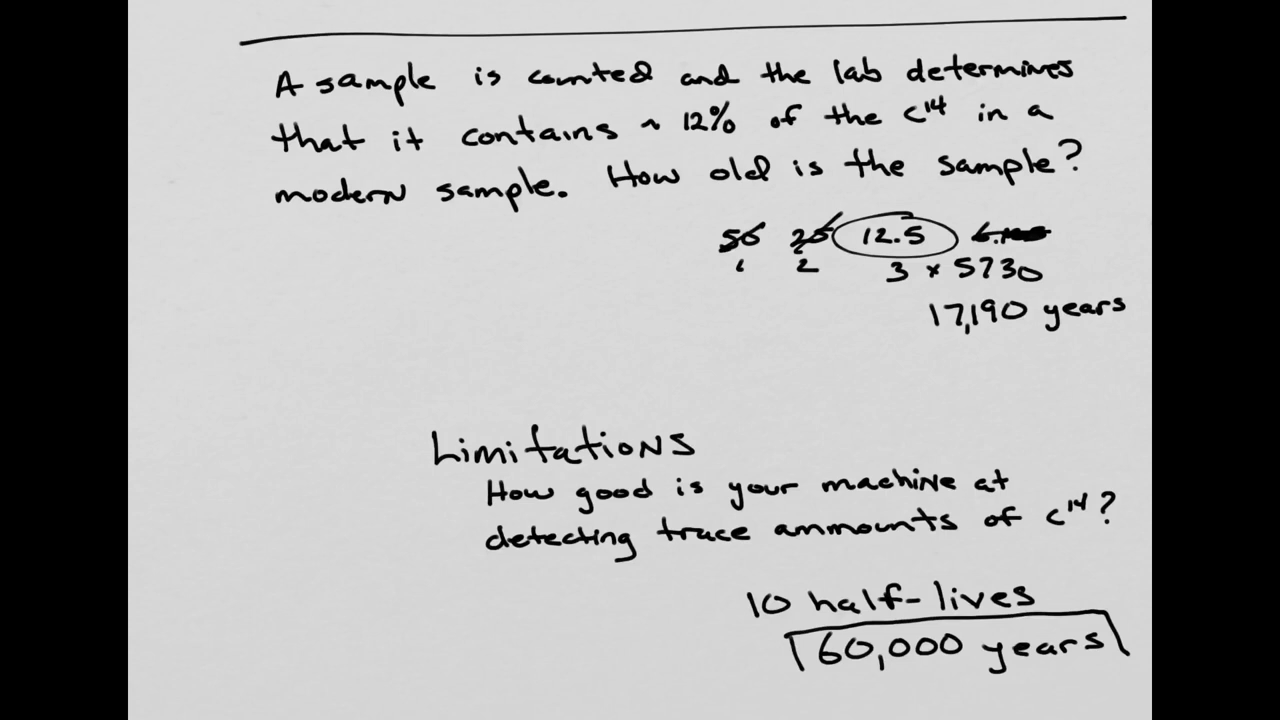 A sample is counted and the lab determines
that it contains ~ 12% of the C¹⁴ in a
modern sample. How old is the sample?
50 25 12.5
1 2 3 × 5730
17,190 years
Limitations
How good is your machine at
detecting trace ammounts of C¹⁴?
10 half-lives
60,000 years